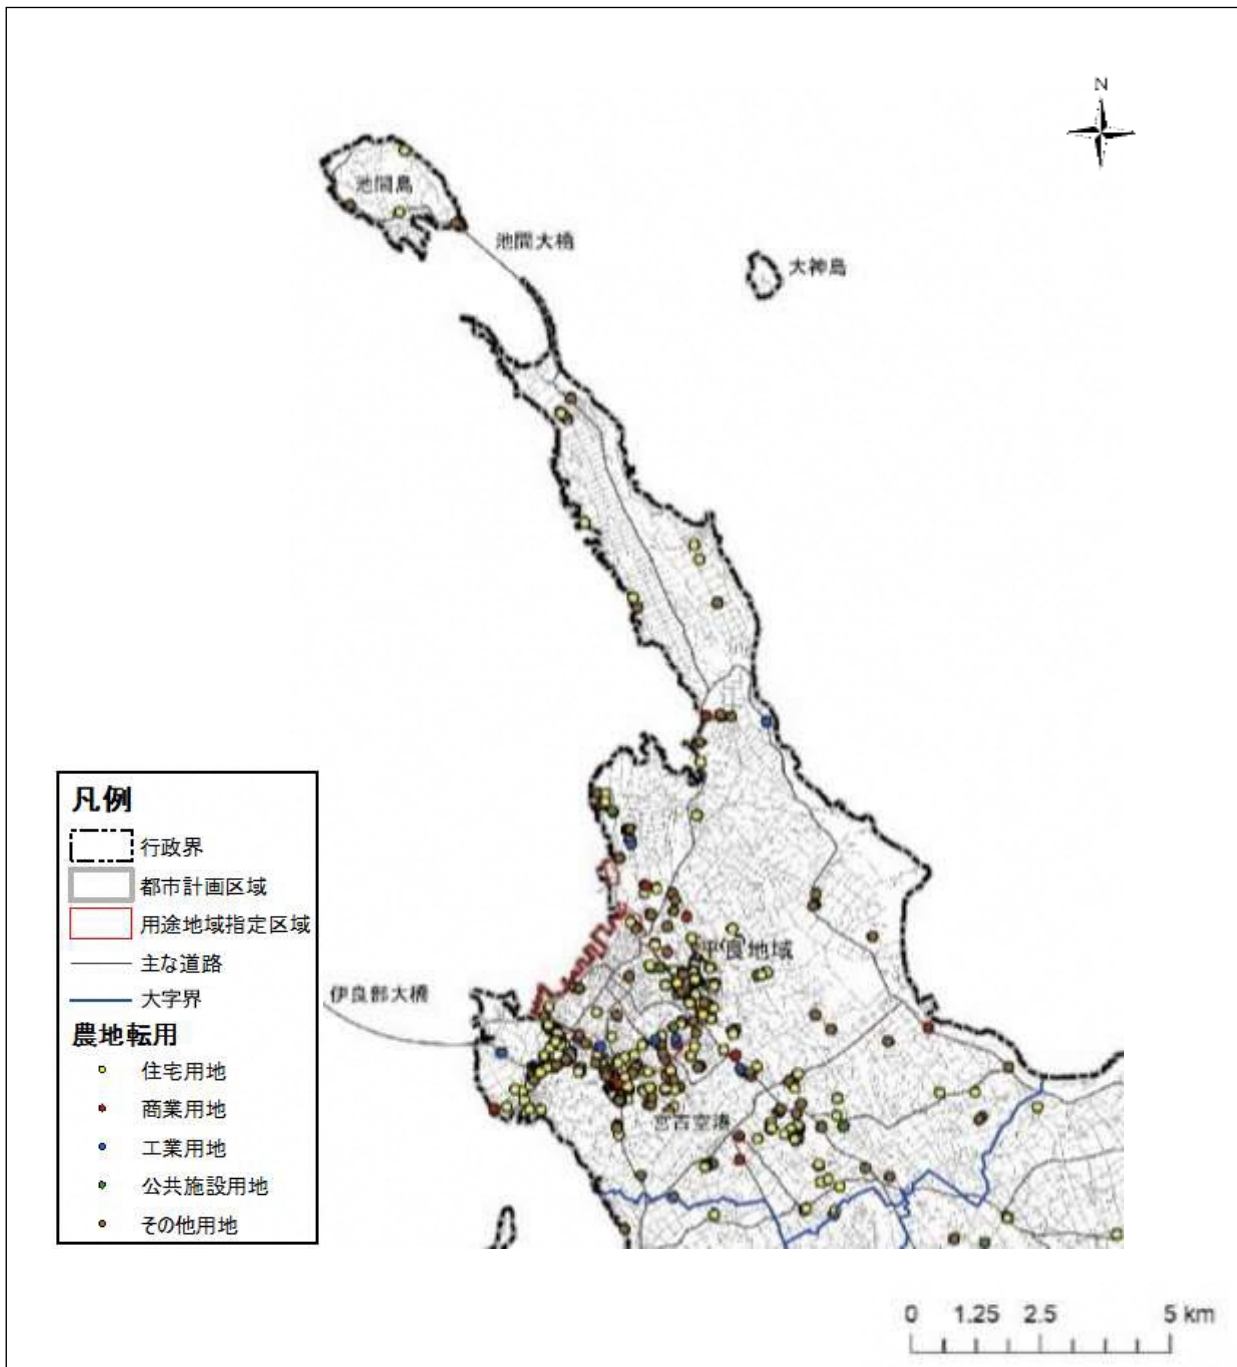 N
池間島
池間大橋
大神島
凡例
行政界
都市計画区域
用途地域指定区域
主な道路
大字界
農地転用
住宅用地
商業用地
工業用地
公共施設用地
その他用地
平良地域
伊良部大橋
宮古空港
0 1.25 2.5 5 km